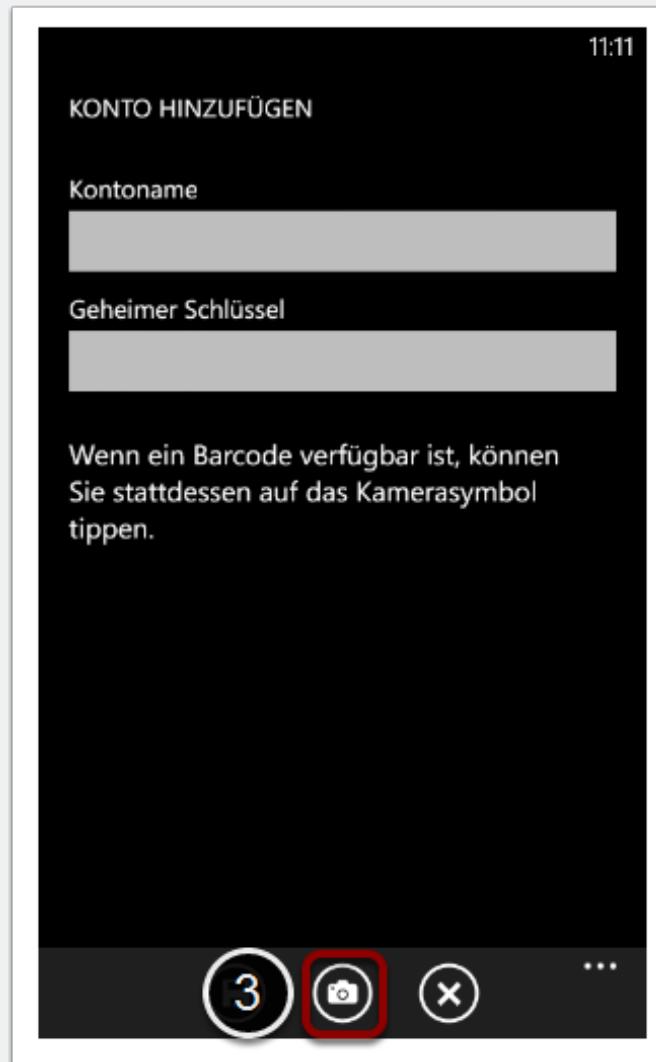 11:11
KONTO HINZUFÜGEN
Kontoname
Geheimer Schlüssel
Wenn ein Barcode verfügbar ist, können
Sie stattdessen auf das Kamerasymbol
tippen.
3